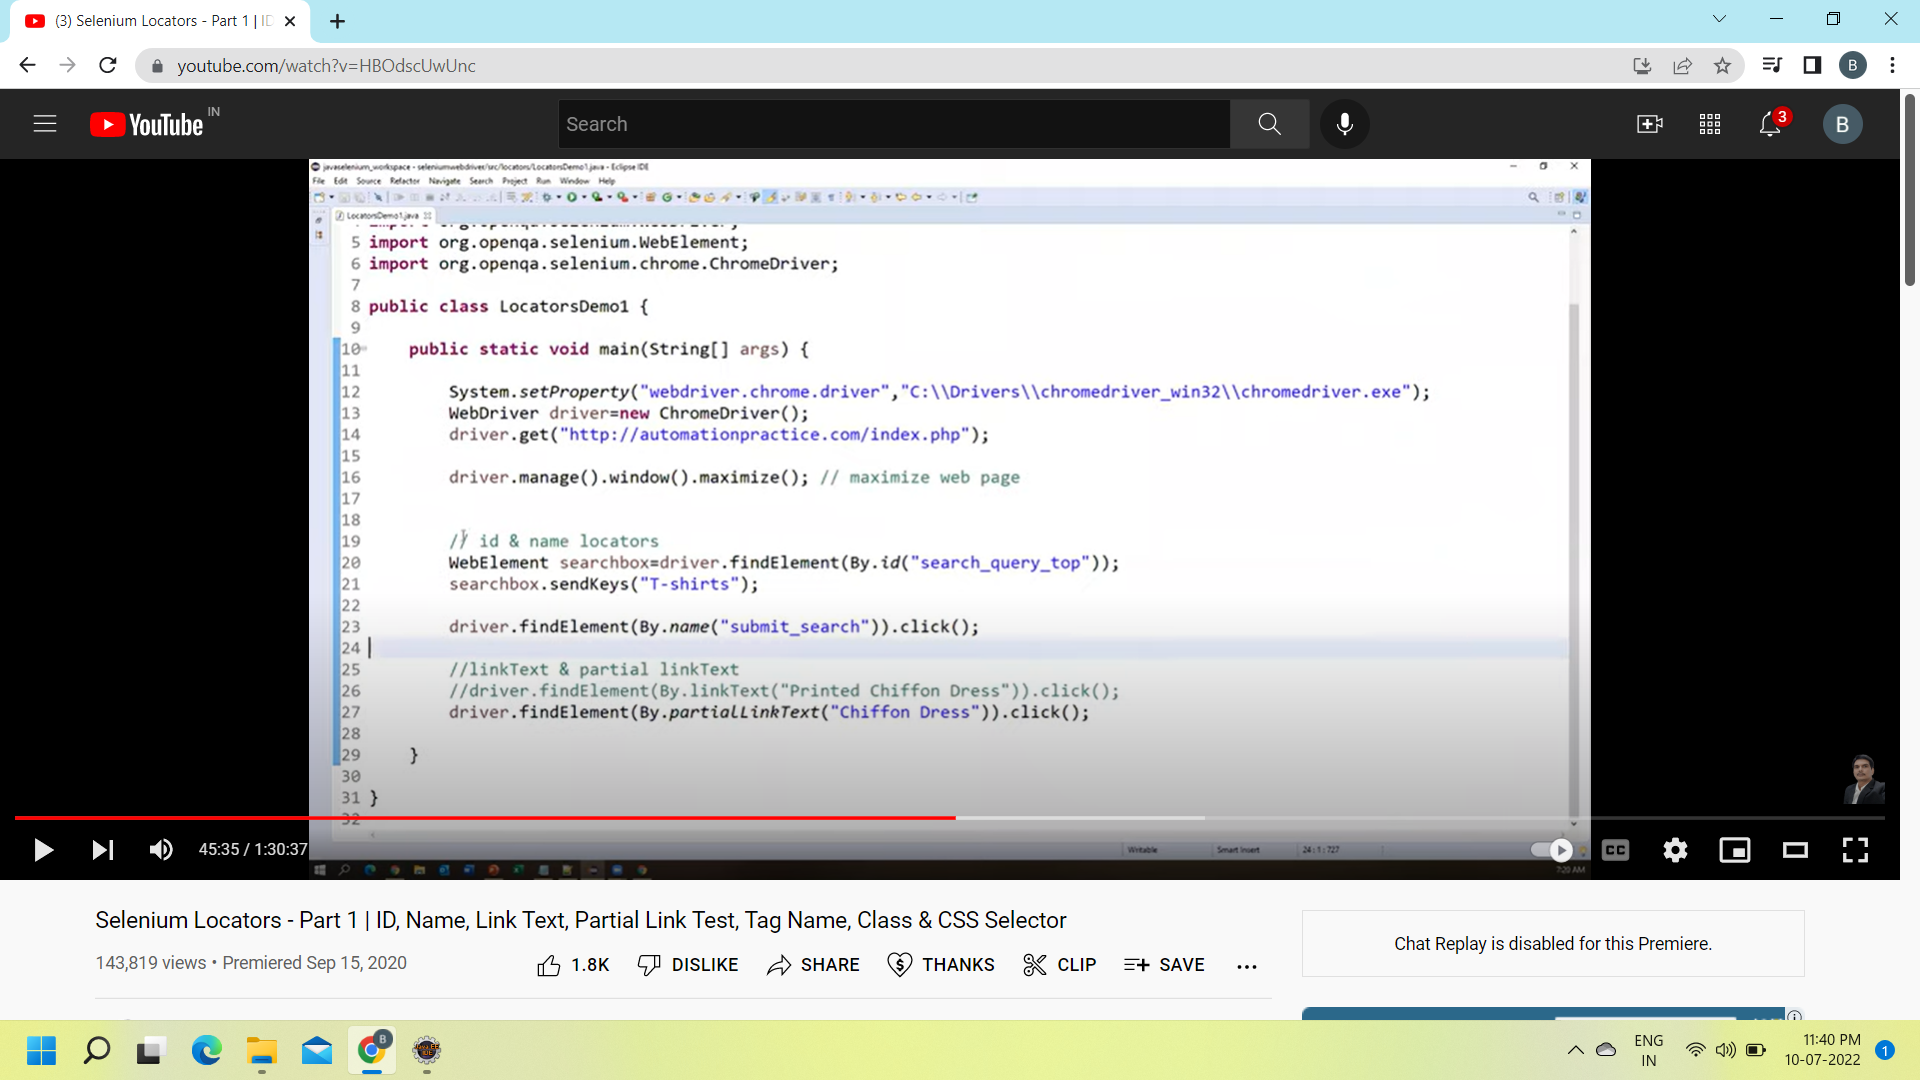 (3) Selenium Locators - Part 1 | ID
youtube.com/watch?v=HBOdscUwUnc
B
YouTube IN
Search
3
B
javaselenium_workspace - seleniumwebdriver/src/locators/LocatorsDemo1.java - Eclipse IDE
File Edit Source Refactor Navigate Search Project Run Window Help
LocatorsDemo1.java
5 import org.openqa.selenium.WebElement;
6 import org.openqa.selenium.chrome.ChromeDriver;
7
8 public class LocatorsDemo1 {
9
10 public static void main(String[] args) {
11
12 System.setProperty("webdriver.chrome.driver","C:\\Drivers\\chromedriver_win32\\chromedriver.exe");
13 WebDriver driver=new ChromeDriver();
14 driver.get("http://automationpractice.com/index.php");
15
16 driver.manage().window().maximize(); // maximize web page
17
18
19 // id & name locators
20 WebElement searchbox=driver.findElement(By.id("search_query_top"));
21 searchbox.sendKeys("T-shirts");
22
23 driver.findElement(By.name("submit_search")).click();
24
25 //linkText & partial linkText
26 //driver.findElement(By.linkText("Printed Chiffon Dress")).click();
27 driver.findElement(By.partialLinkText("Chiffon Dress")).click();
28
29 }
30
31 }
32
45:35 / 1:30:37
Writable Smart Insert 24 : 1 : 727
CC
7:20 AM
Selenium Locators - Part 1 | ID, Name, Link Text, Partial Link Test, Tag Name, Class & CSS Selector
143,819 views • Premiered Sep 15, 2020
1.8K DISLIKE SHARE THANKS CLIP SAVE
Chat Replay is disabled for this Premiere.
B
ENG
IN
11:40 PM
10-07-2022
1